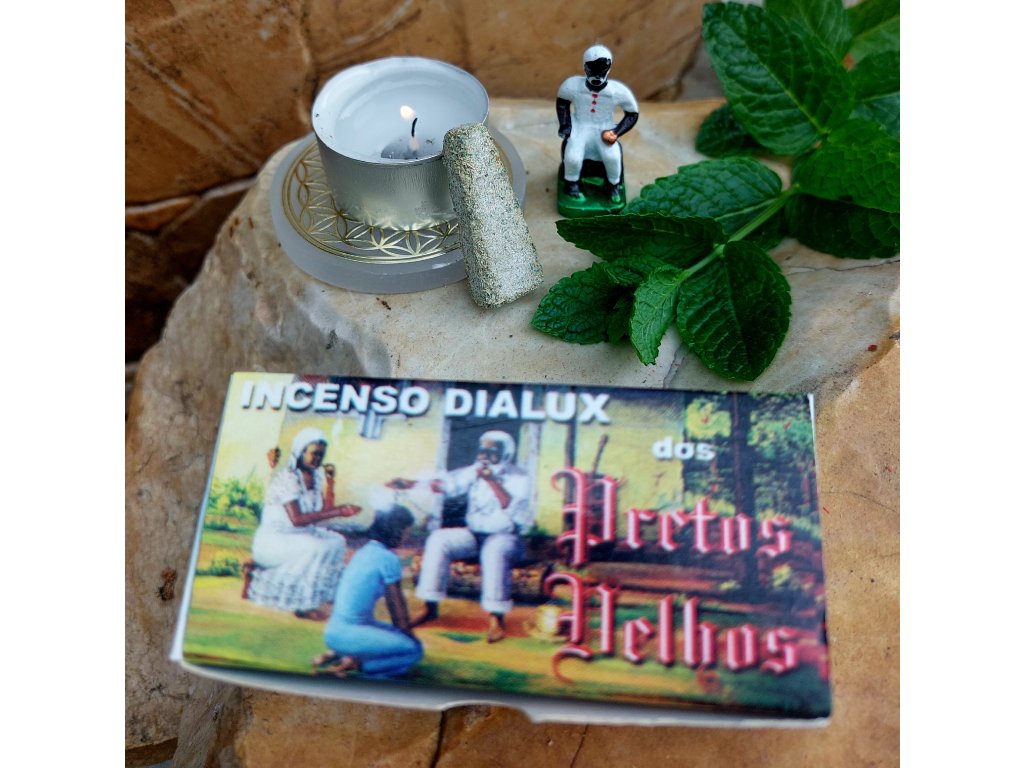 INCENSO DIALUX
dos
Pretos
Velhos